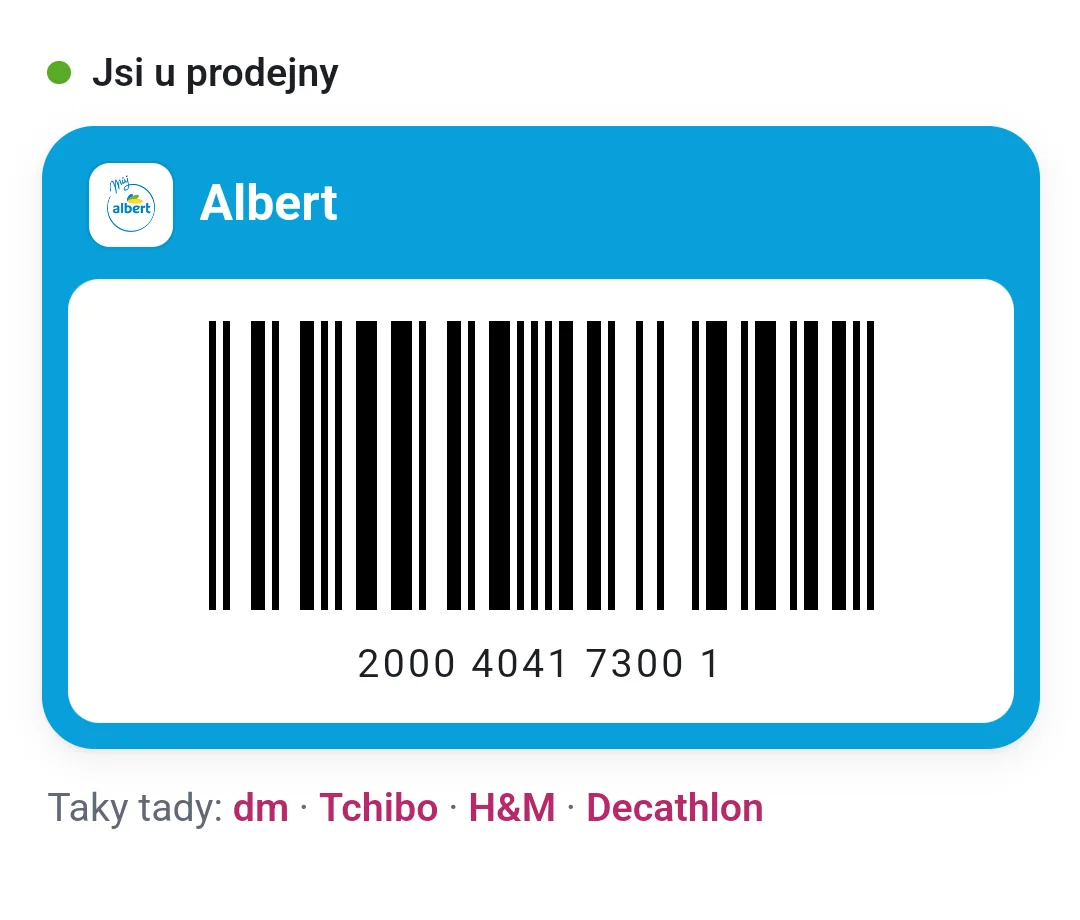 Jsi u prodejny
Můj
albert
Albert
2000 4041 7300 1
Taky tady: dm · Tchibo · H&M · Decathlon